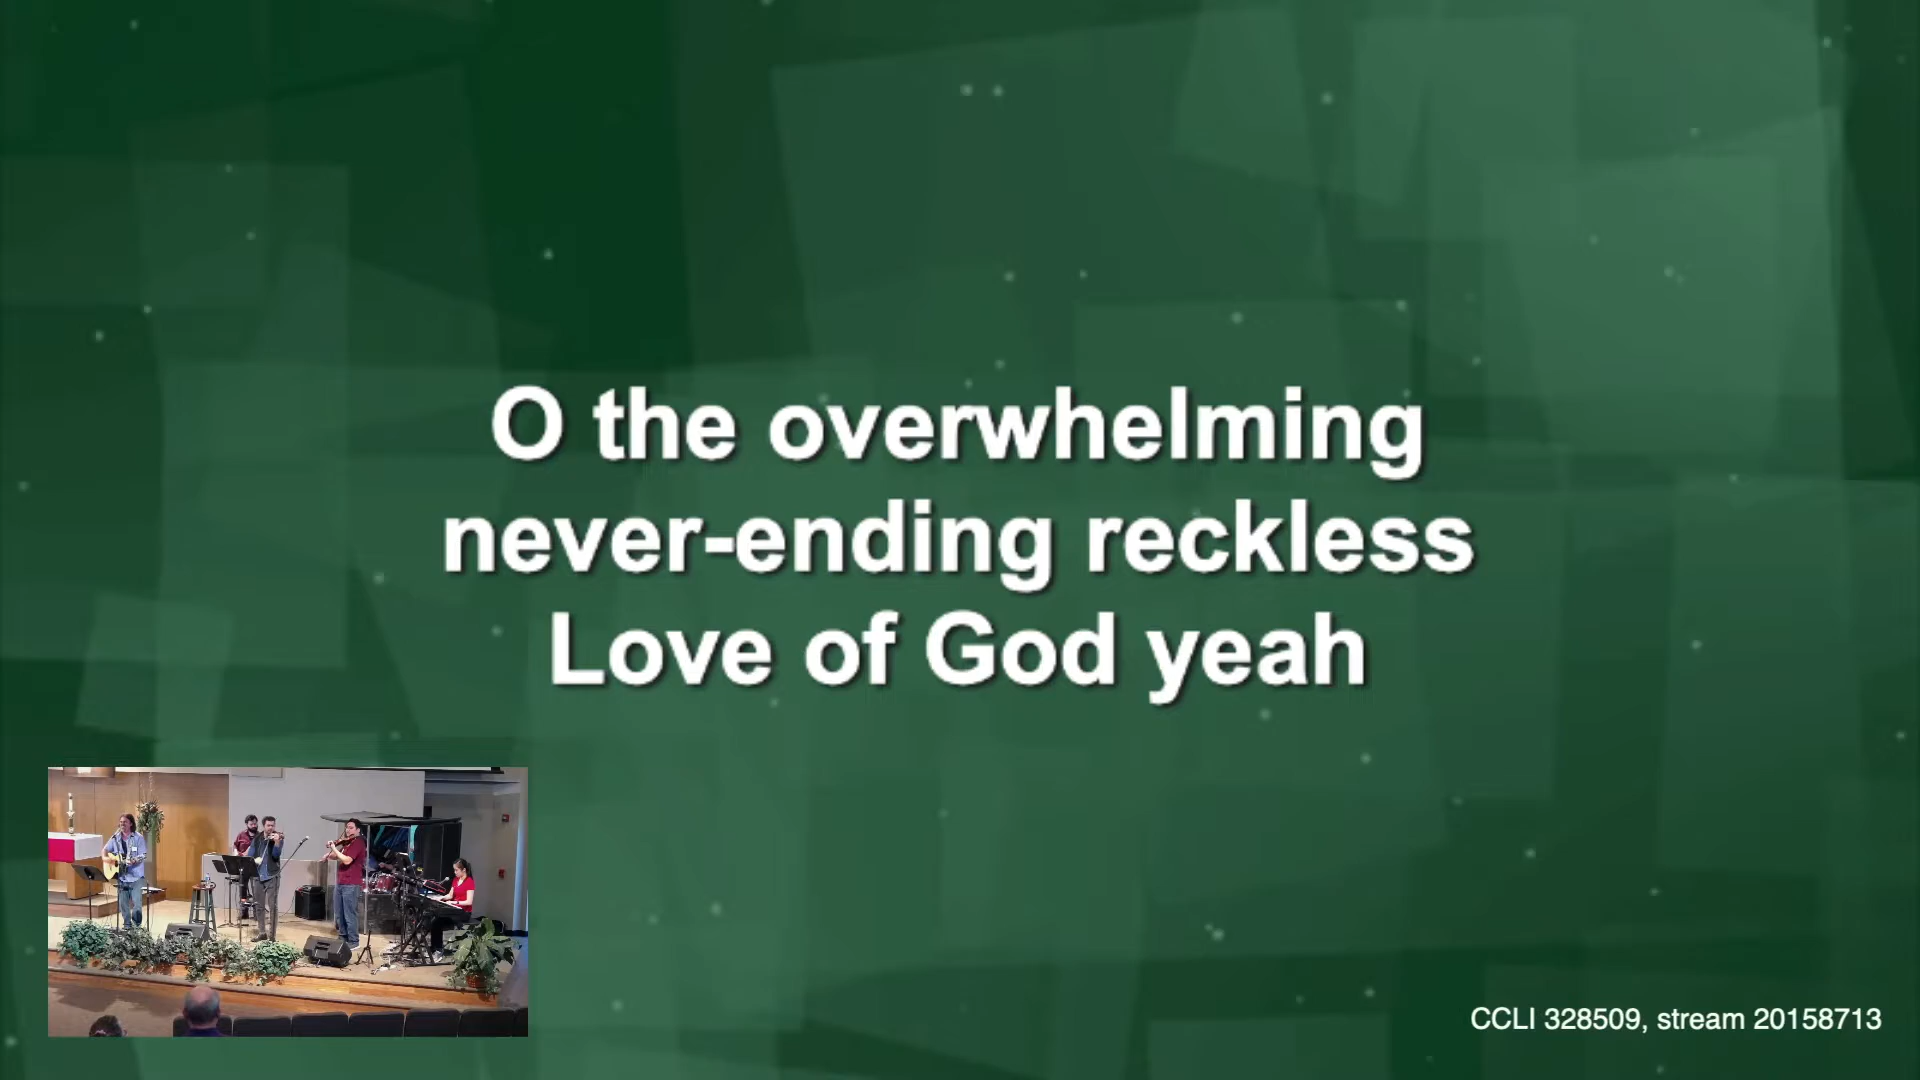 O the overwhelming
never-ending reckless
Love of God yeah
CCLI 328509, stream 20158713